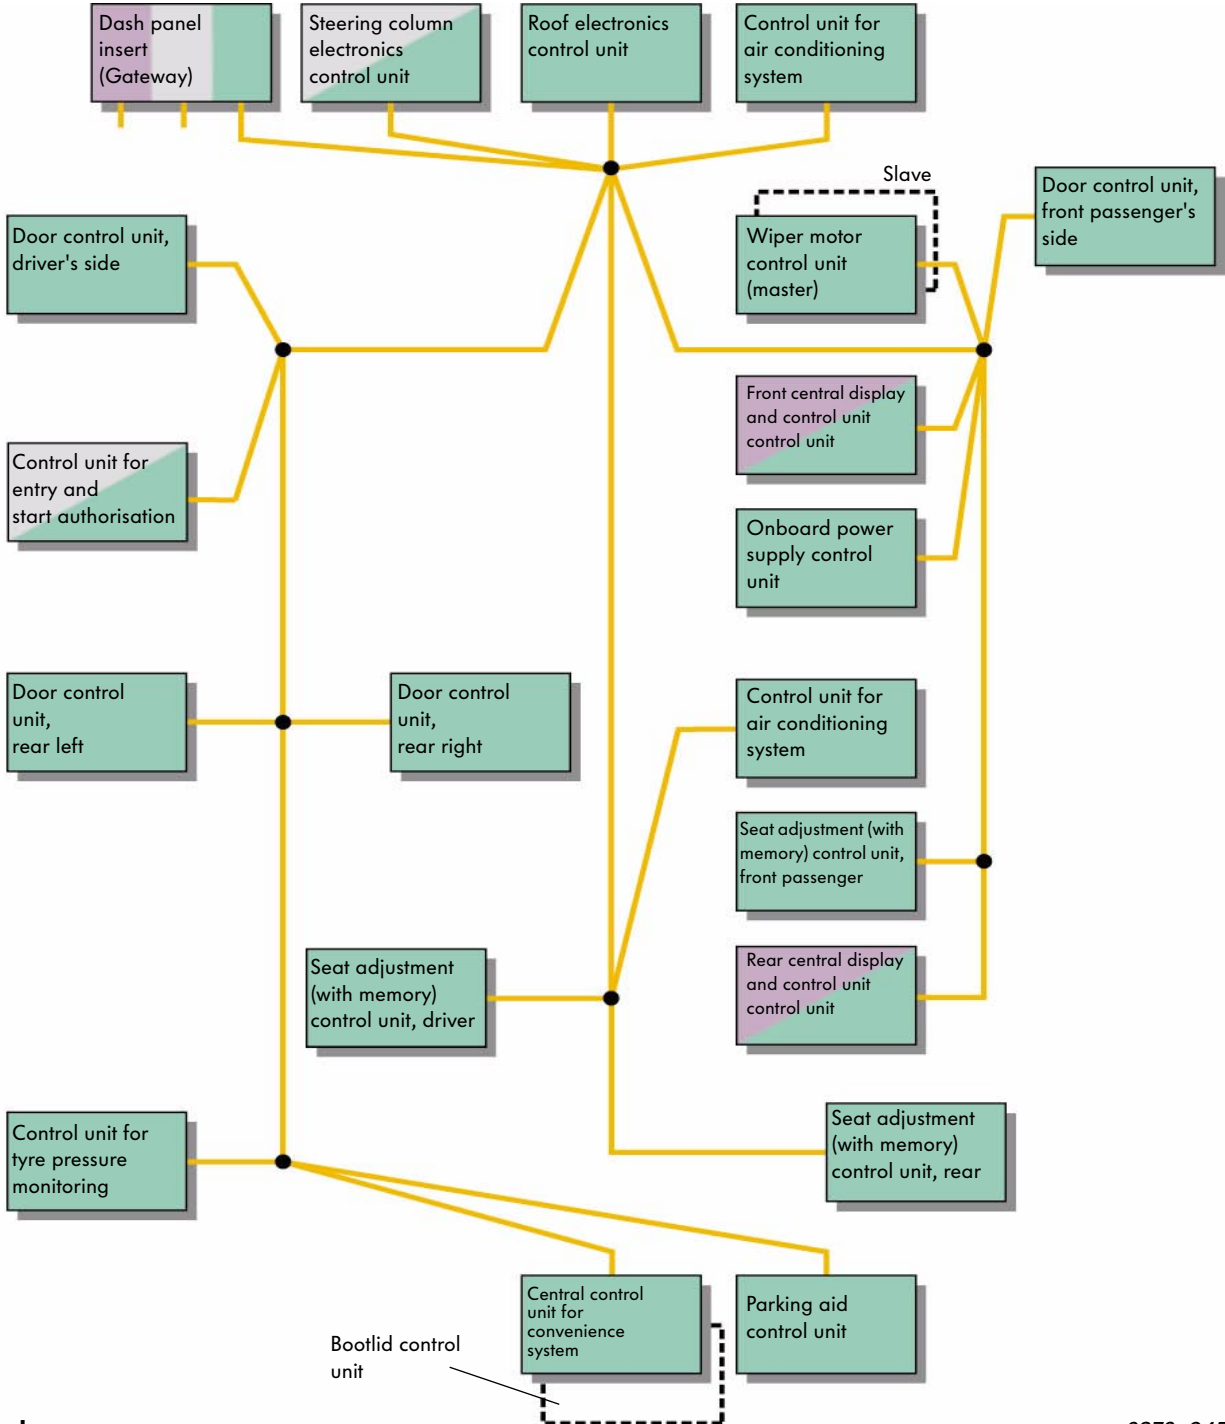 Dash panel
insert
(Gateway)
Steering column
electronics
control unit
Roof electronics
control unit
Control unit for
air conditioning
system
Slave
Door control unit,
front passenger's
side
Door control unit,
driver's side
Wiper motor
control unit
(master)
Front central display
and control unit
control unit
Control unit for
entry and
start authorisation
Onboard power
supply control
unit
Door control
unit,
rear left
Door control
unit,
rear right
Control unit for
air conditioning
system
Seat adjustment (with
memory) control unit,
front passenger
Seat adjustment
(with memory)
control unit, driver
Rear central display
and control unit
control unit
Control unit for
tyre pressure
monitoring
Seat adjustment
(with memory)
control unit, rear
Central control
unit for
convenience
system
Parking aid
control unit
Bootlid control
unit